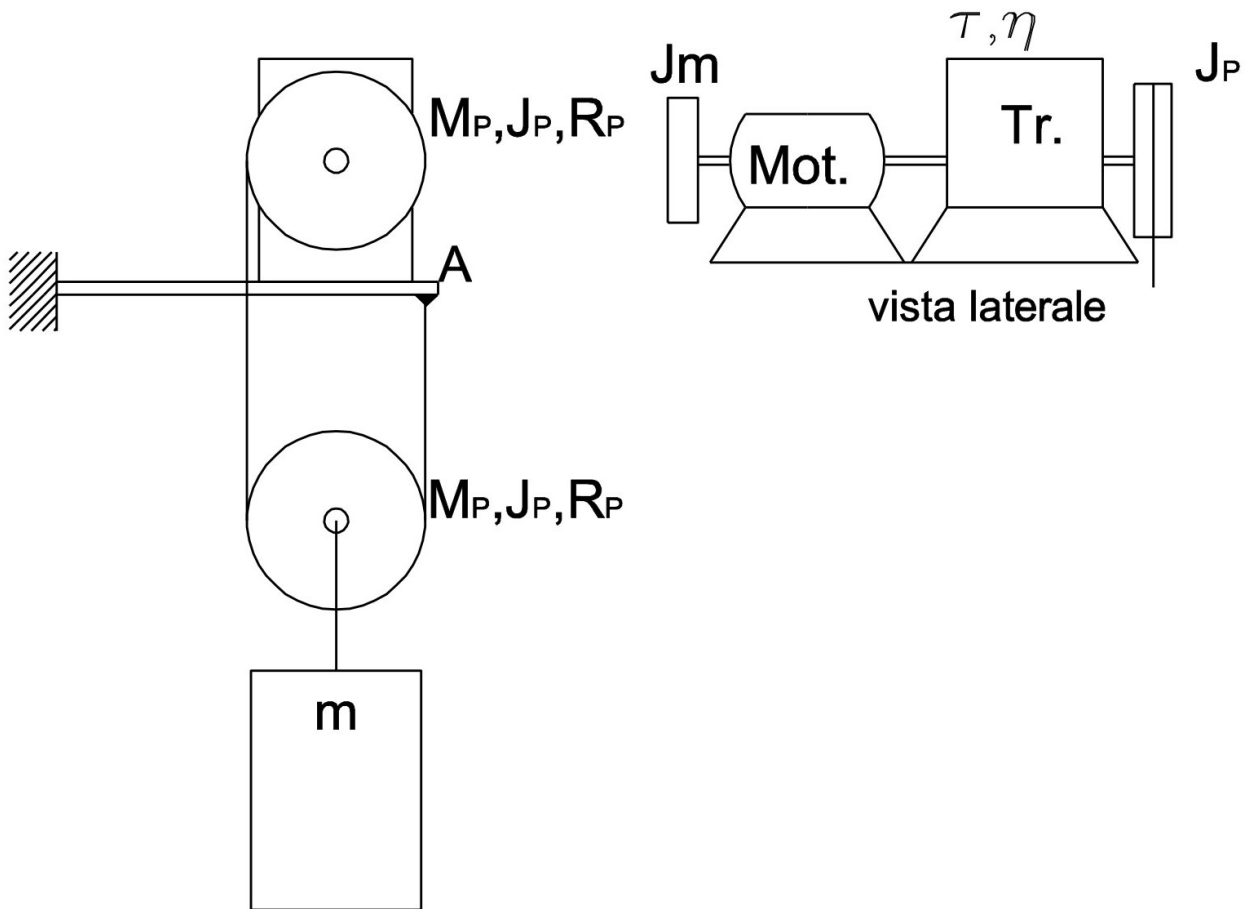 τ,η
Jm
JP
MP,JP,RP
Mot.
Tr.
A
vista laterale
MP,JP,RP
m